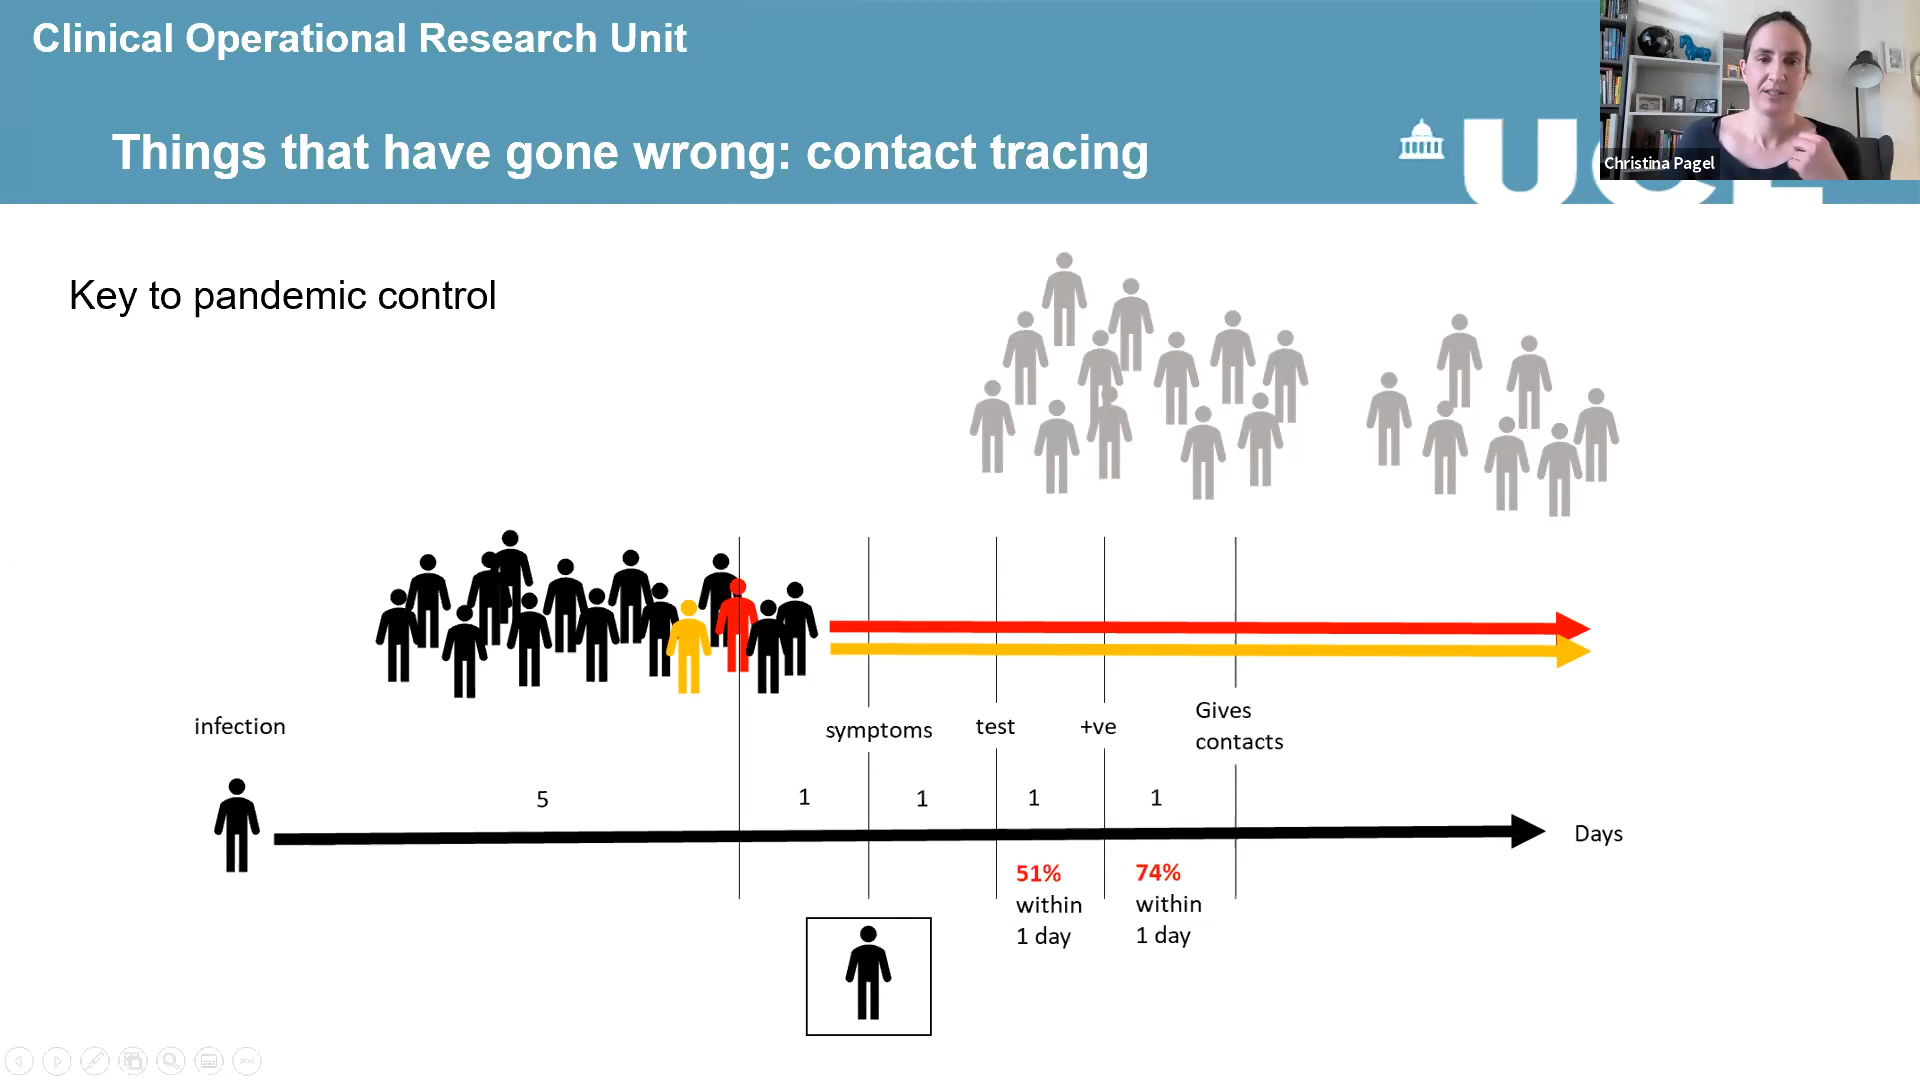 Clinical Operational Research Unit
Things that have gone wrong: contact tracing
Christina Pagel
Key to pandemic control
infection
symptoms
test
+ve
Gives
contacts
5
1
1
1
1
Days
51%
within
1 day
74%
within
1 day